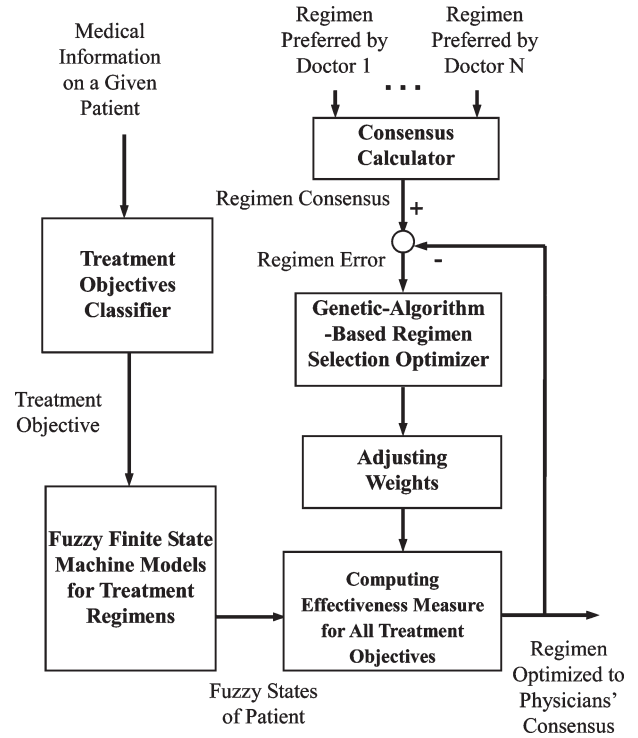 Medical
Information
on a Given
Patient
Regimen
Preferred by
Doctor 1
...
Regimen
Preferred by
Doctor N
Consensus
Calculator
Regimen Consensus
+
Regimen Error
-
Treatment
Objectives
Classifier
Genetic-Algorithm
-Based Regimen
Selection Optimizer
Treatment
Objective
Adjusting
Weights
Fuzzy Finite State
Machine Models
for Treatment
Regimens
Computing
Effectiveness Measure
for All Treatment
Objectives
Fuzzy States
of Patient
Regimen
Optimized to
Physicians’
Consensus